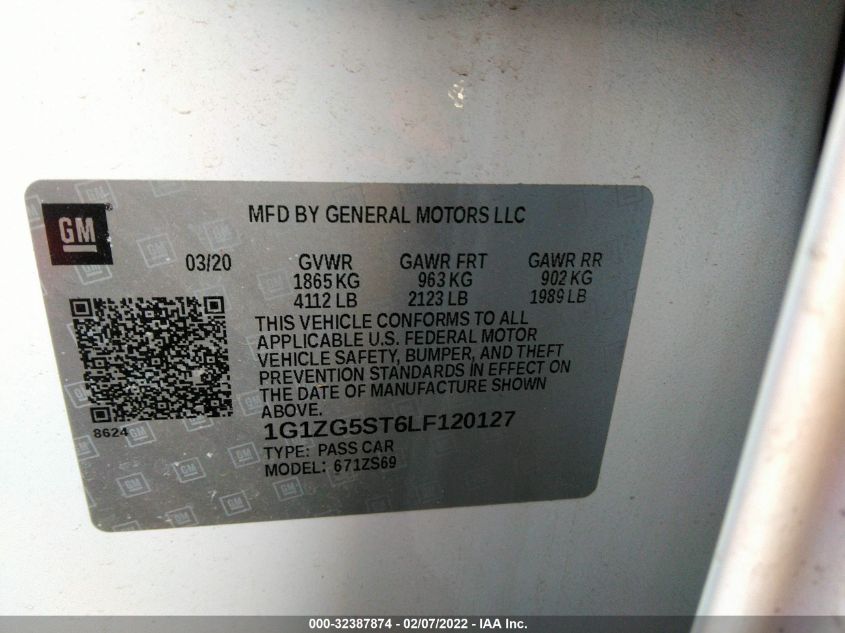 GM
MFD BY GENERAL MOTORS LLC
03/20 GVWR GAWR FRT GAWR RR
1865 KG 963 KG 902 KG
4112 LB 2123 LB 1989 LB
THIS VEHICLE CONFORMS TO ALL
APPLICABLE U.S. FEDERAL MOTOR
VEHICLE SAFETY, BUMPER, AND THEFT
PREVENTION STANDARDS IN EFFECT ON
THE DATE OF MANUFACTURE SHOWN
ABOVE.
8624
1G1ZG5ST6LF120127
TYPE: PASS CAR
MODEL: 671ZS69
000-32387874 - 02/07/2022 - IAA Inc.